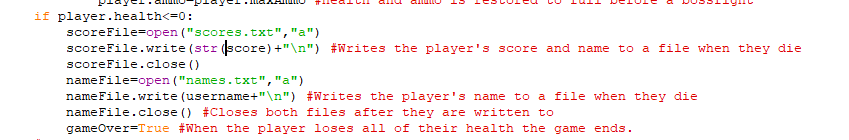 player.ammo=player.maxAmmo #health and ammo is restored to full before a bossfight
if player.health<=0:
scoreFile=open("scores.txt","a")
scoreFile.write(str(score)+"\n") #Writes the player's score and name to a file when they die
scoreFile.close()
nameFile=open("names.txt","a")
nameFile.write(username+"\n") #Writes the player's name to a file when they die
nameFile.close() #Closes both files after they are written to
gameOver=True #When the player loses all of their health the game ends.